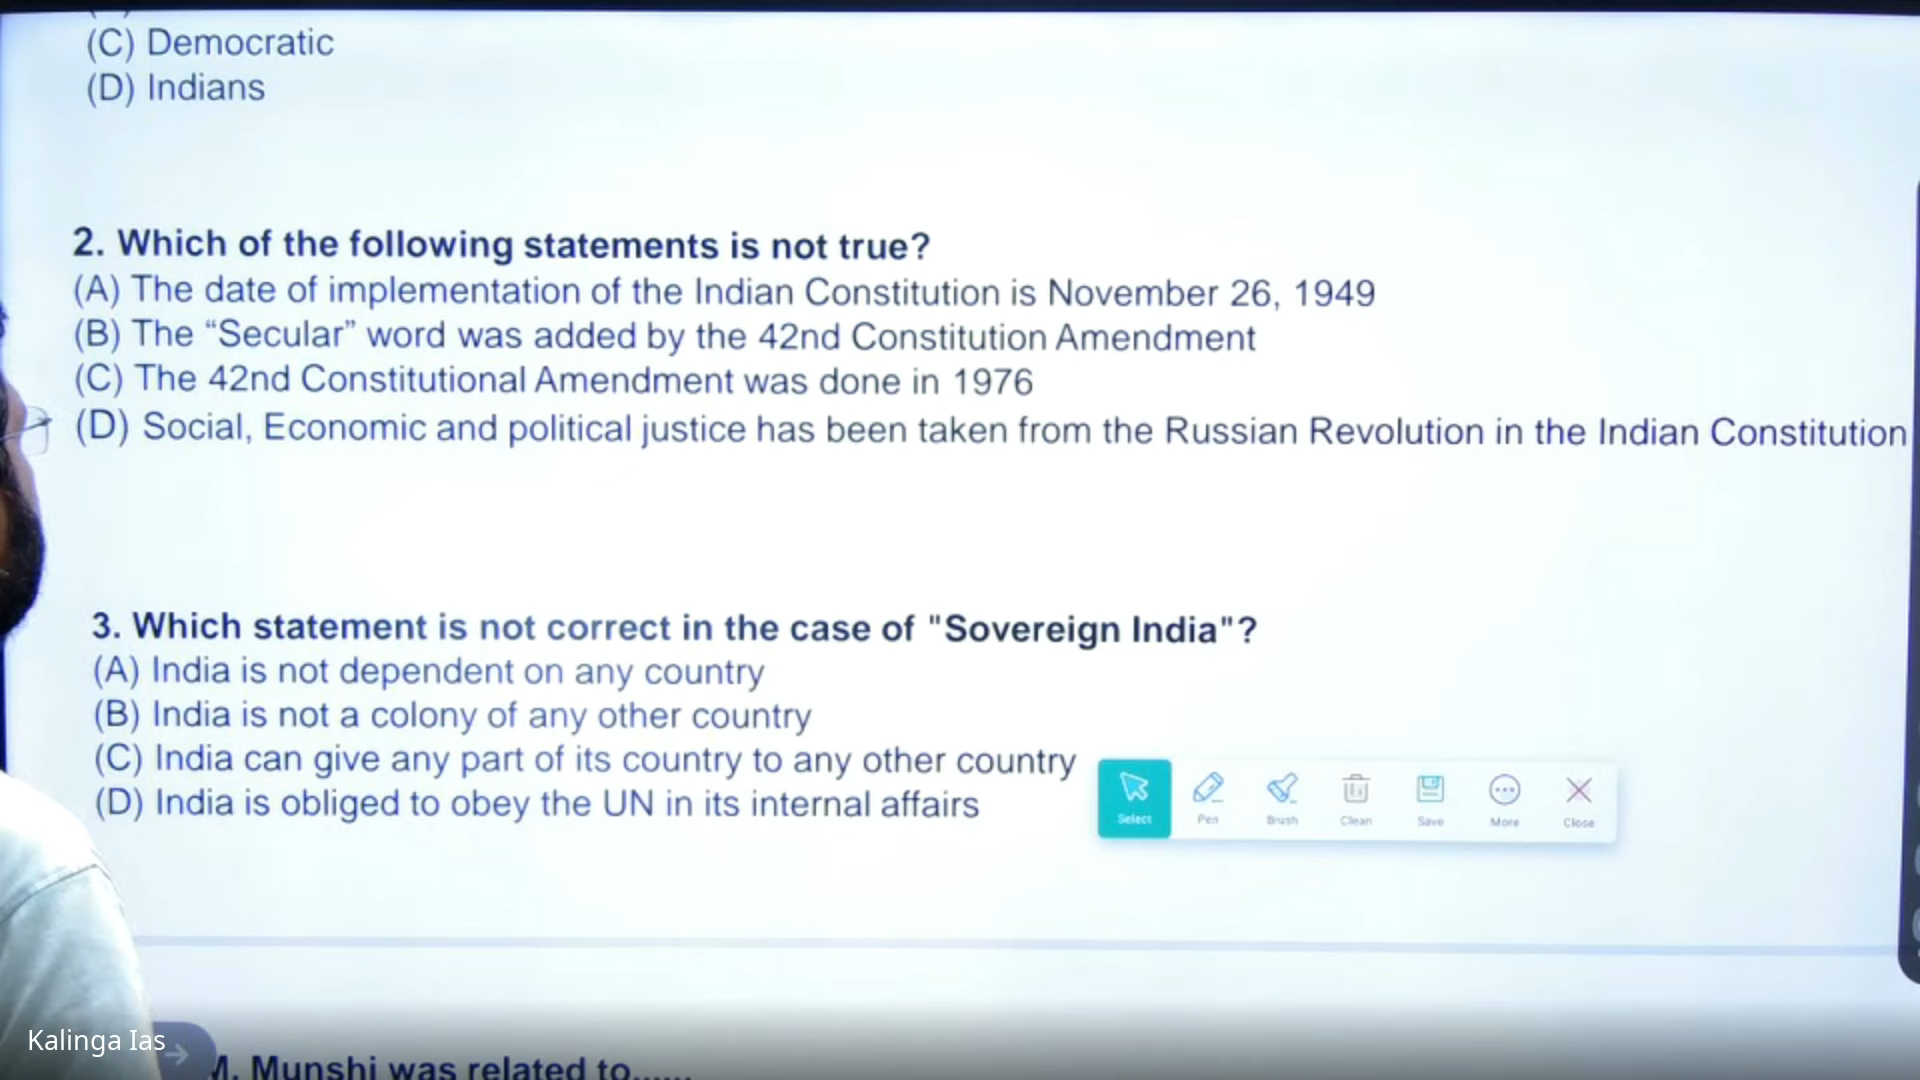 (C) Democratic
(D) Indians
2. Which of the following statements is not true?
(A) The date of implementation of the Indian Constitution is November 26, 1949
(B) The “Secular” word was added by the 42nd Constitution Amendment
(C) The 42nd Constitutional Amendment was done in 1976
(D) Social, Economic and political justice has been taken from the Russian Revolution in the Indian Constitution
3. Which statement is not correct in the case of "Sovereign India"?
(A) India is not dependent on any country
(B) India is not a colony of any other country
(C) India can give any part of its country to any other country
(D) India is obliged to obey the UN in its internal affairs
Select Pen Brush Clean Save More Close
Kalinga Ias
M. Munshi was related to......